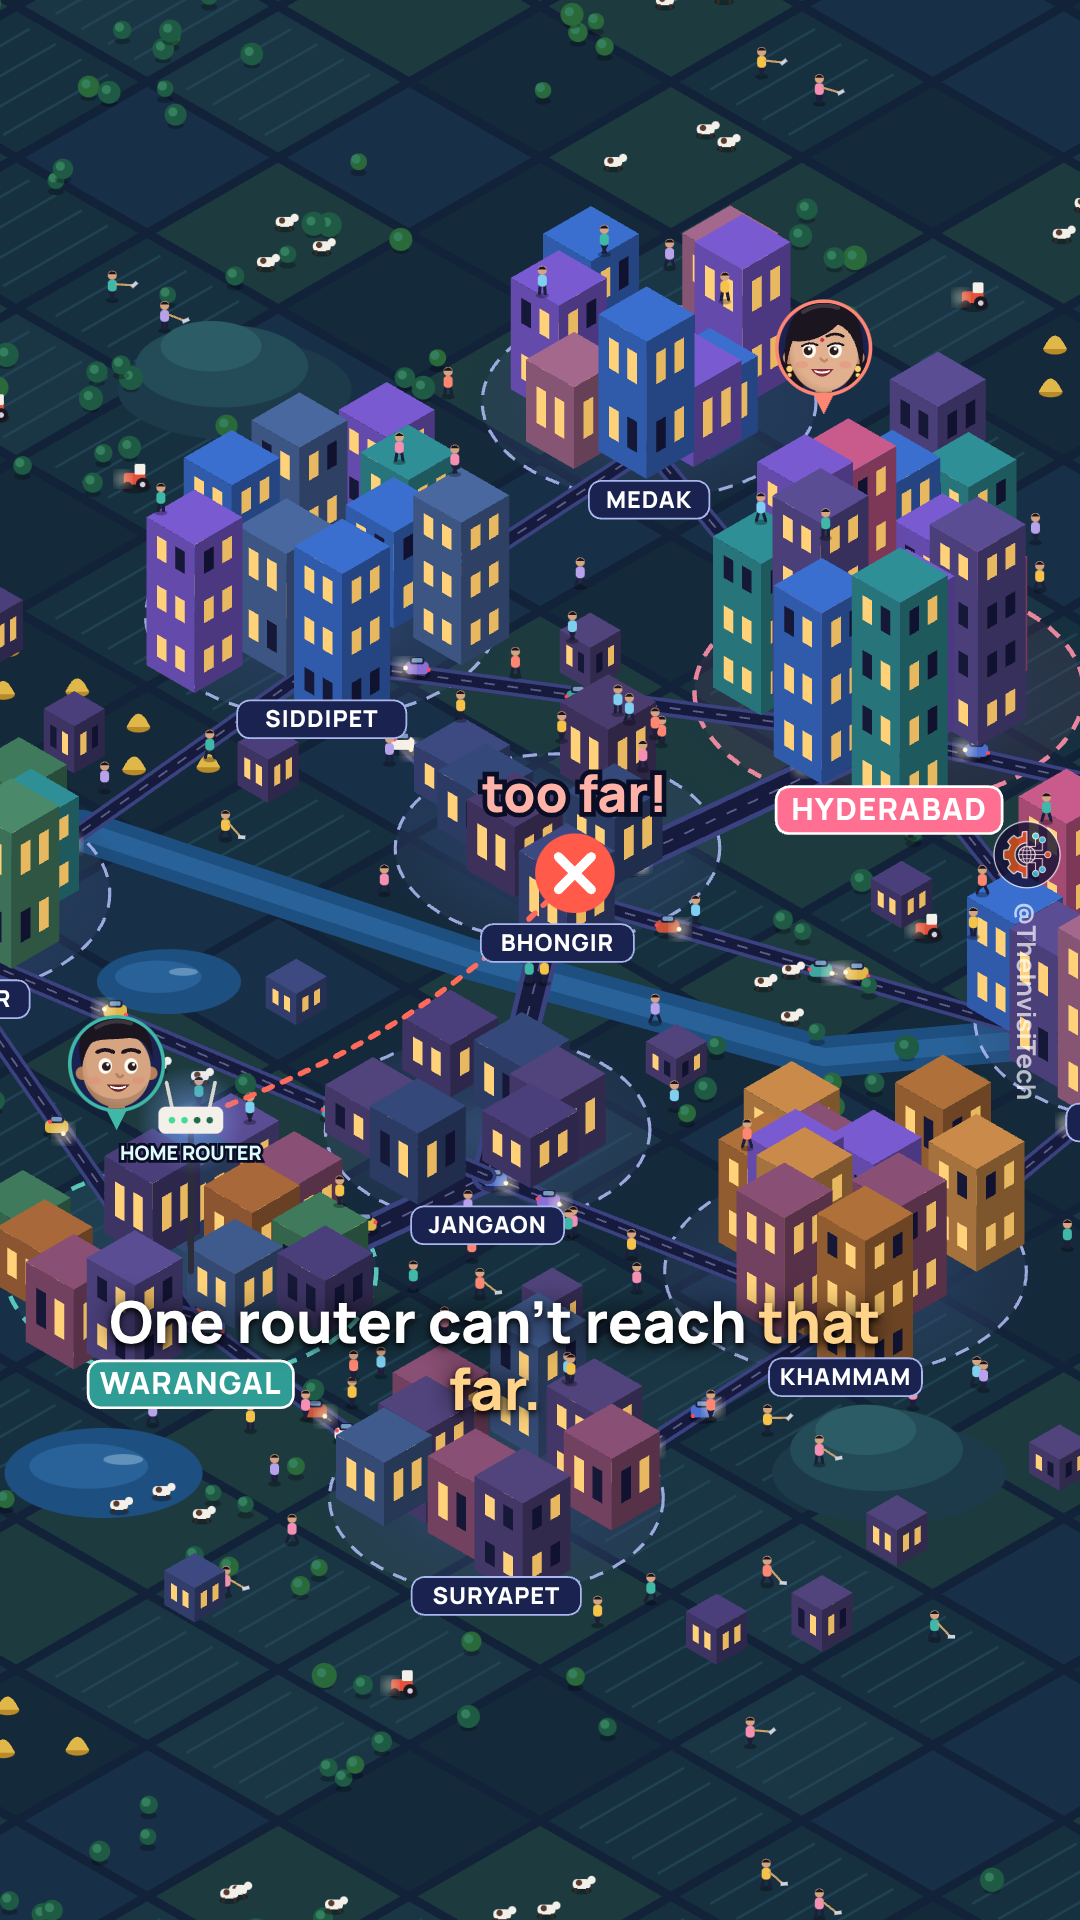 MEDAK
SIDDIPET
too far!
HYDERABAD
BHONGIR
@TheInvisiTech
R
HOME ROUTER
JANGAON
One router can't reach that
far.
WARANGAL
KHAMMAM
SURYAPET